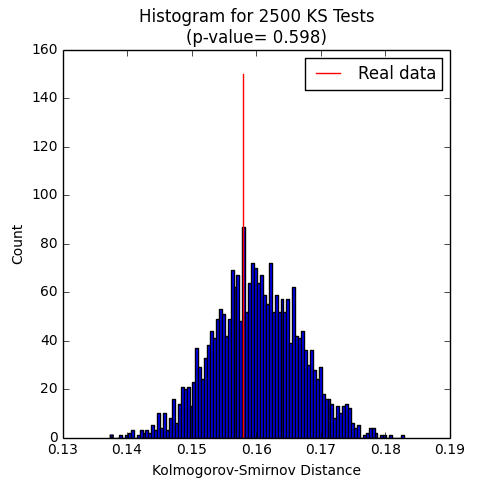 Histogram for 2500 KS Tests
(p-value= 0.598)
160
140
120
100
80
60
40
20
0
Count
Real data
0.13 0.14 0.15 0.16 0.17 0.18 0.19
Kolmogorov-Smirnov Distance